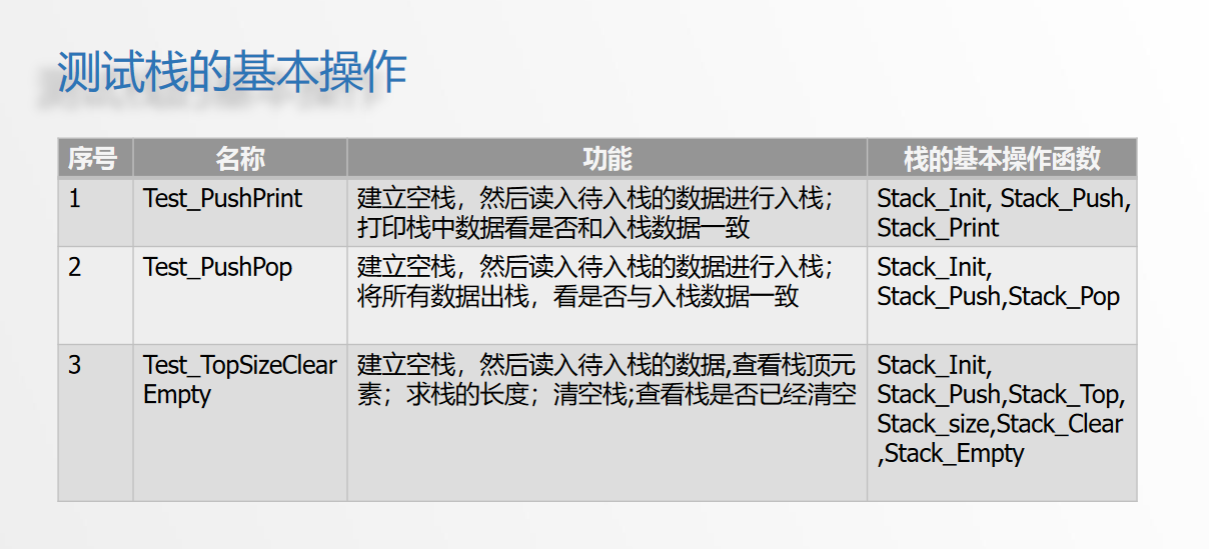 测试栈的基本操作
序号 名称 功能 栈的基本操作函数
1 Test_PushPrint 建立空栈，然后读入待入栈的数据进行入栈； Stack_Init, Stack_Push,
打印栈中数据看是否和入栈数据一致 Stack_Print
2 Test_PushPop 建立空栈，然后读入待入栈的数据进行入栈； Stack_Init,
将所有数据出栈，看是否与入栈数据一致 Stack_Push,Stack_Pop
3 Test_TopSizeClear 建立空栈，然后读入待入栈的数据,查看栈顶元 Stack_Init,
Empty 素；求栈的长度；清空栈;查看栈是否已经清空 Stack_Push,Stack_Top,
Stack_size,Stack_Clear
,Stack_Empty